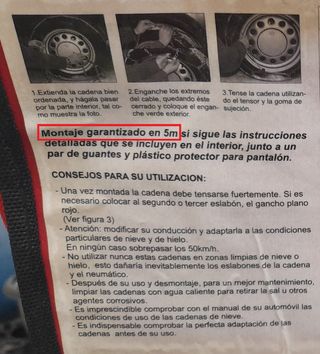 1.Extienda la cadena bien
ordenada, y hágala pasar
por la parte interior, tal co-
mo muestra la foto.
2.Enganche los extremos
del cable, quedando éste
cerrado y coloque el engan-
che verde exterior.
3.Tense la cadena utilizan-
do el tensor y la goma de
sujeción.
Montaje garantizado en 5m si sigue las instrucciones
detalladas que se incluyen en el interior, junto a un
par de guantes y plástico protector para pantalón.
CONSEJOS PARA SU UTILIZACION:
- Una vez montada la cadena debe tensarse fuertemente. Si es
necesario colocar al segundo o tercer eslabón, el gancho plano
rojo.
(Ver figura 3)
- Atención: modificar su conducción y adaptarla a las condiciones
particulares de nieve y de hielo.
En ningún caso sobrepasar los 50km/h.
- No utilizar nunca estas cadenas en zonas limpias de nieve o
hielo, esto dañaría inevitablemente los eslabones de la cadena
y el neumático.
- Después de su uso y desmontaje, para un mejor mantenimiento,
limpiar las cadenas con agua caliente para retirar la sal u otros
agentes corrosivos.
- Es imprescindible comprobar con el manual de su automóvil las
condiciones de uso de las cadenas de nieve.
- Es indispensable comprobar la perfecta adaptación de las
cadenas antes de su uso.